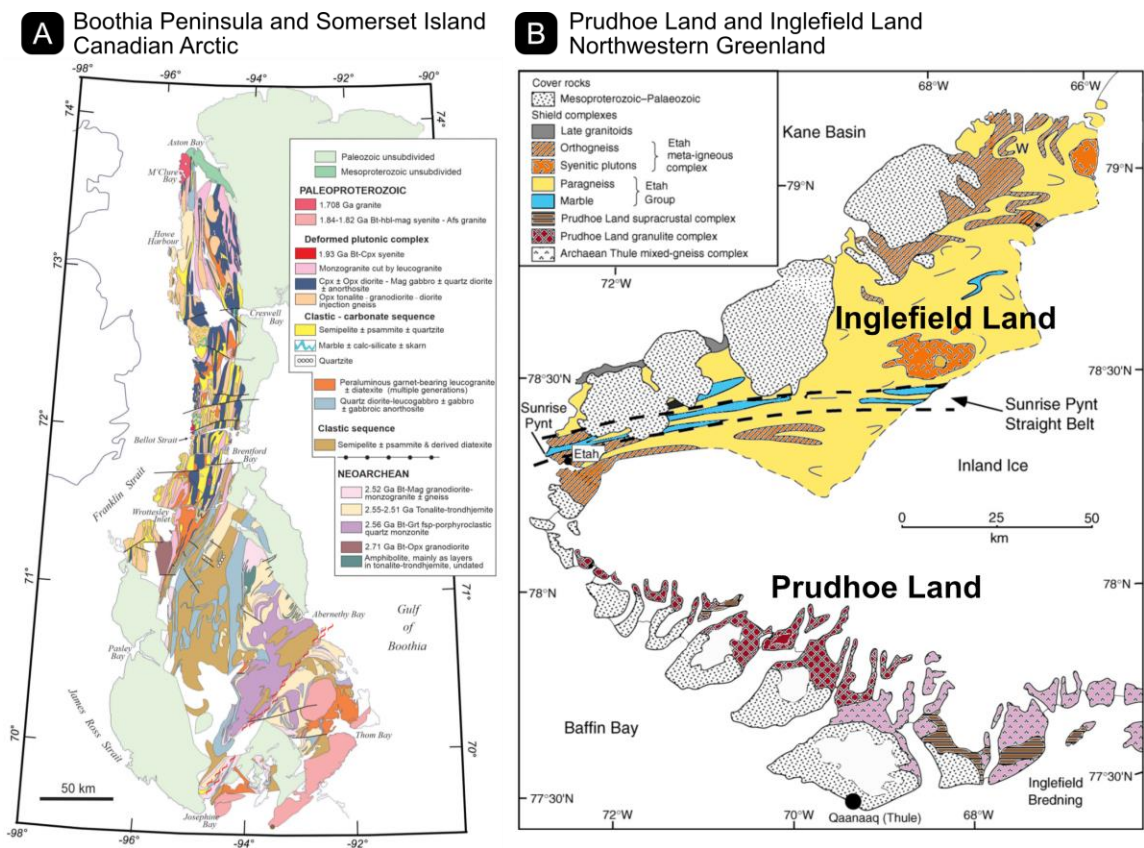 A Boothia Peninsula and Somerset Island
Canadian Arctic
-98°
-96°
-94°
-92°
-90°
74°
74°
73°
72°
71°
71°
70°
70°
-98°
-96°
-94°
-92°
Aston Bay
M'Clure
Bay
Howe
Harbour
Creswell
Bay
Bellot Strait
Brentford
Bay
Franklin Strait
Wrottesley
Inlet
Abernethy Bay
Gulf
of
Boothia
Pasley
Bay
James Ross Strait
Thom Bay
Josephine
Bay
50 km
Paleozoic unsubdivided
Mesoproterozoic unsubdivided
PALEOPROTEROZOIC
1.708 Ga granite
1.84-1.82 Ga Bt-hbl-mag syenite - Afs granite
Deformed plutonic complex
1.93 Ga Bt-Cpx syenite
Monzogranite cut by leucogranite
Cpx ± Opx diorite - Mag gabbro ± quartz diorite
± anorthosite
Opx tonalite - granodiorite - diorite
injection gneiss
Clastic - carbonate sequence
Semipelite ± psammite ± quartzite
Marble ± calc-silicate ± skarn
Quartzite
Peraluminous garnet-bearing leucogranite
± diatexite (multiple generations)
Quartz diorite-leucogabbro ± gabbro
± gabbroic anorthosite
Clastic sequence
Semipelite ± psammite & derived diatexite
NEOARCHEAN
2.52 Ga Bt-Mag granodiorite-
monzogranite ± gneiss
2.55-2.51 Ga Tonalite-trondhjemite
2.56 Ga Bt-Grt fsp-porphyroclastic
quartz monzonite
2.71 Ga Bt-Opx granodiorite
Amphibolite, mainly as layers
in tonalite-trondhjemite, undated
B Prudhoe Land and Inglefield Land
Northwestern Greenland
Cover rocks
Mesoproterozoic–Palaeozoic
Shield complexes
Late granitoids
Orthogneiss
Syenitic plutons
Etah
meta-igneous
complex
Paragneiss
Marble
Etah
Group
Prudhoe Land supracrustal complex
Prudhoe Land granulite complex
Archaean Thule mixed-gneiss complex
68°W
66°W
Kane Basin
W
79°N
79°N
72°W
Inglefield Land
78°30'N
78°30'N
Sunrise
Pynt
Etah
Sunrise Pynt
Straight Belt
Inland Ice
0 25 50
km
Prudhoe Land
78°N
78°N
Baffin Bay
77°30'N
77°30'N
Inglefield
Bredning
Qaanaaq (Thule)
72°W
70°W
68°W